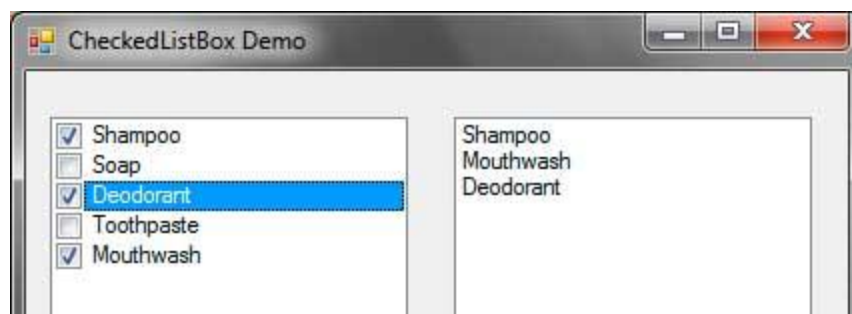 CheckedListBox Demo
Shampoo
Soap
Deodorant
Toothpaste
Mouthwash
Shampoo
Mouthwash
Deodorant